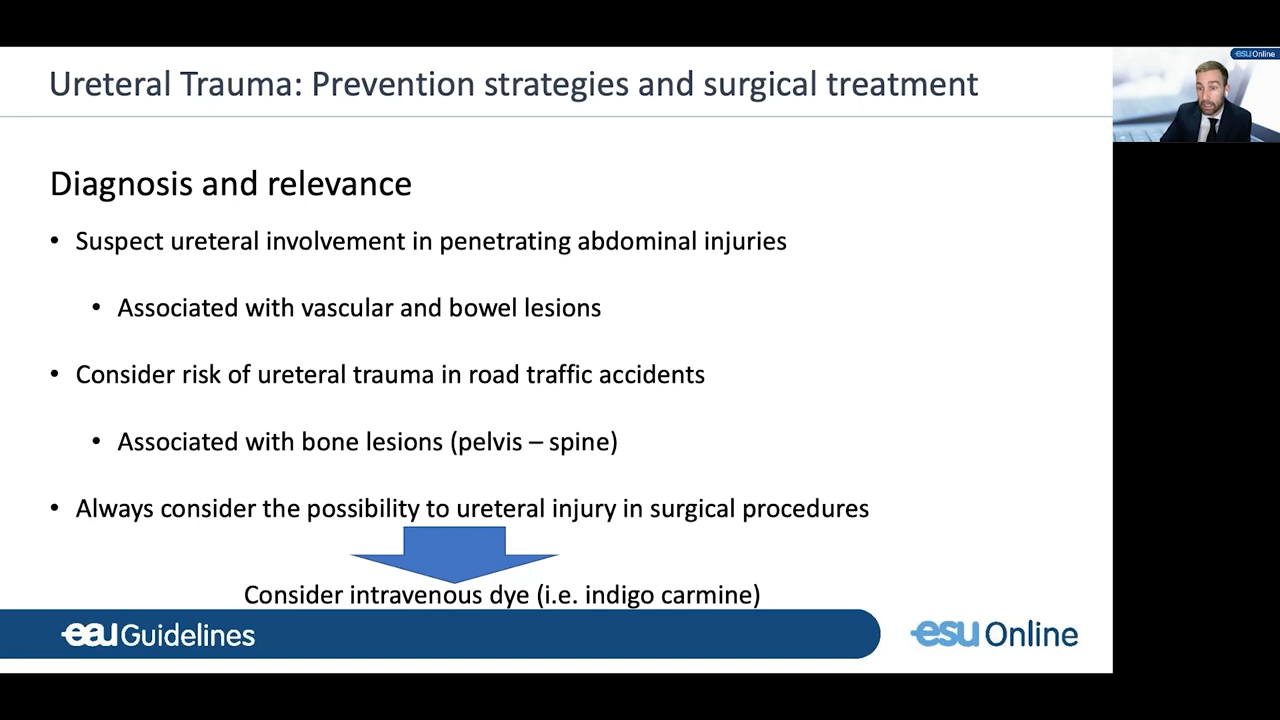 Ureteral Trauma: Prevention strategies and surgical treatment
esu Online
Diagnosis and relevance
• Suspect ureteral involvement in penetrating abdominal injuries
• Associated with vascular and bowel lesions
• Consider risk of ureteral trauma in road traffic accidents
• Associated with bone lesions (pelvis – spine)
• Always consider the possibility to ureteral injury in surgical procedures
Consider intravenous dye (i.e. indigo carmine)
eau Guidelines
esu Online